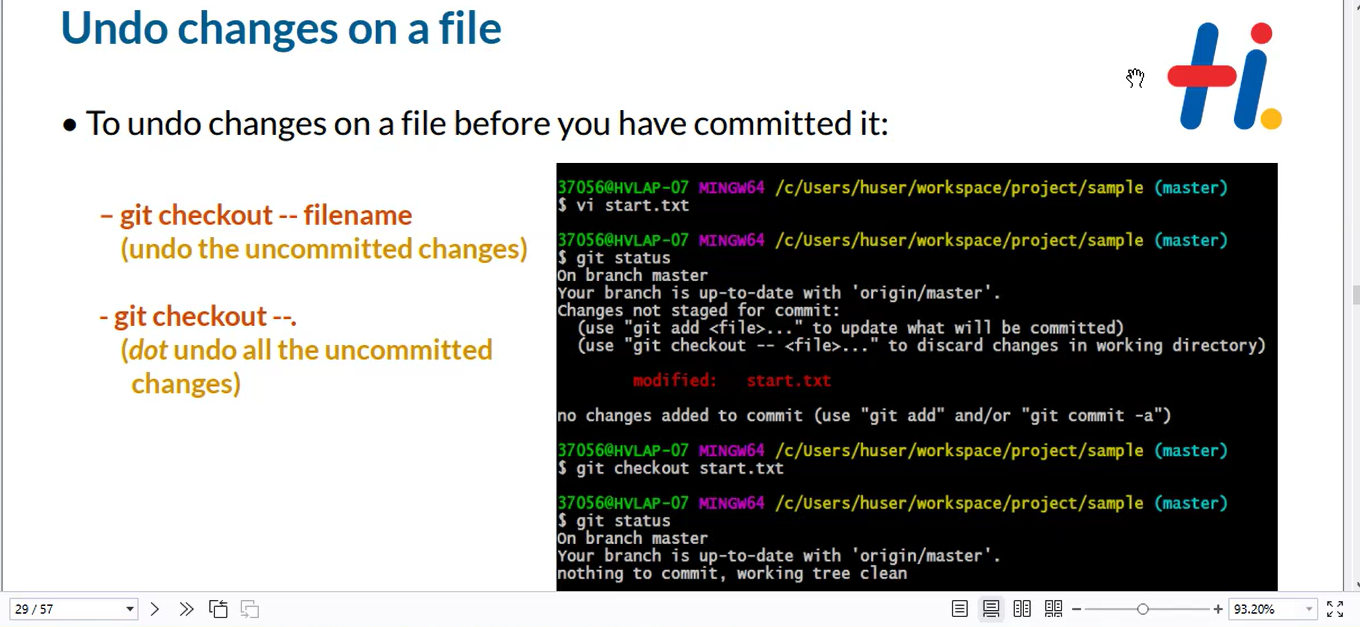 Undo changes on a file
Hi.
• To undo changes on a file before you have committed it:
– git checkout -- filename
(undo the uncommitted changes)
- git checkout --.
(dot undo all the uncommitted
changes)
37056@HVLAP-07 MINGW64 /c/Users/huser/workspace/project/sample (master)
$ vi start.txt
37056@HVLAP-07 MINGW64 /c/Users/huser/workspace/project/sample (master)
$ git status
On branch master
Your branch is up-to-date with 'origin/master'.
Changes not staged for commit:
(use "git add <file>..." to update what will be committed)
(use "git checkout -- <file>..." to discard changes in working directory)
modified: start.txt
no changes added to commit (use "git add" and/or "git commit -a")
37056@HVLAP-07 MINGW64 /c/Users/huser/workspace/project/sample (master)
$ git checkout start.txt
37056@HVLAP-07 MINGW64 /c/Users/huser/workspace/project/sample (master)
$ git status
On branch master
Your branch is up-to-date with 'origin/master'.
nothing to commit, working tree clean
29 / 57
93.20%